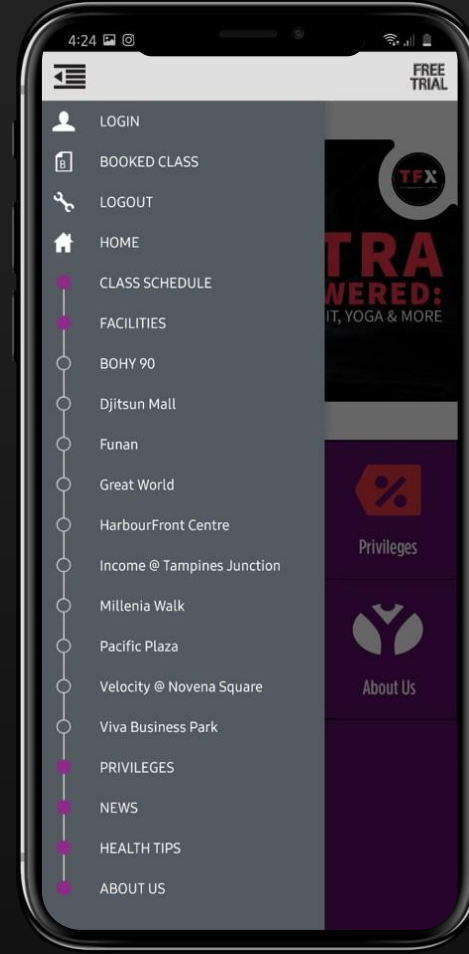 4:24
FREE
TRIAL
LOGIN
B
BOOKED CLASS
LOGOUT
HOME
CLASS SCHEDULE
FACILITIES
BOHY 90
Djitsun Mall
Funan
Great World
HarbourFront Centre
Income @ Tampines Junction
Millenia Walk
Pacific Plaza
Velocity @ Novena Square
Viva Business Park
PRIVILEGES
NEWS
HEALTH TIPS
ABOUT US
TFX
TRA
WERED:
IT, YOGA & MORE
%
Privileges
About Us